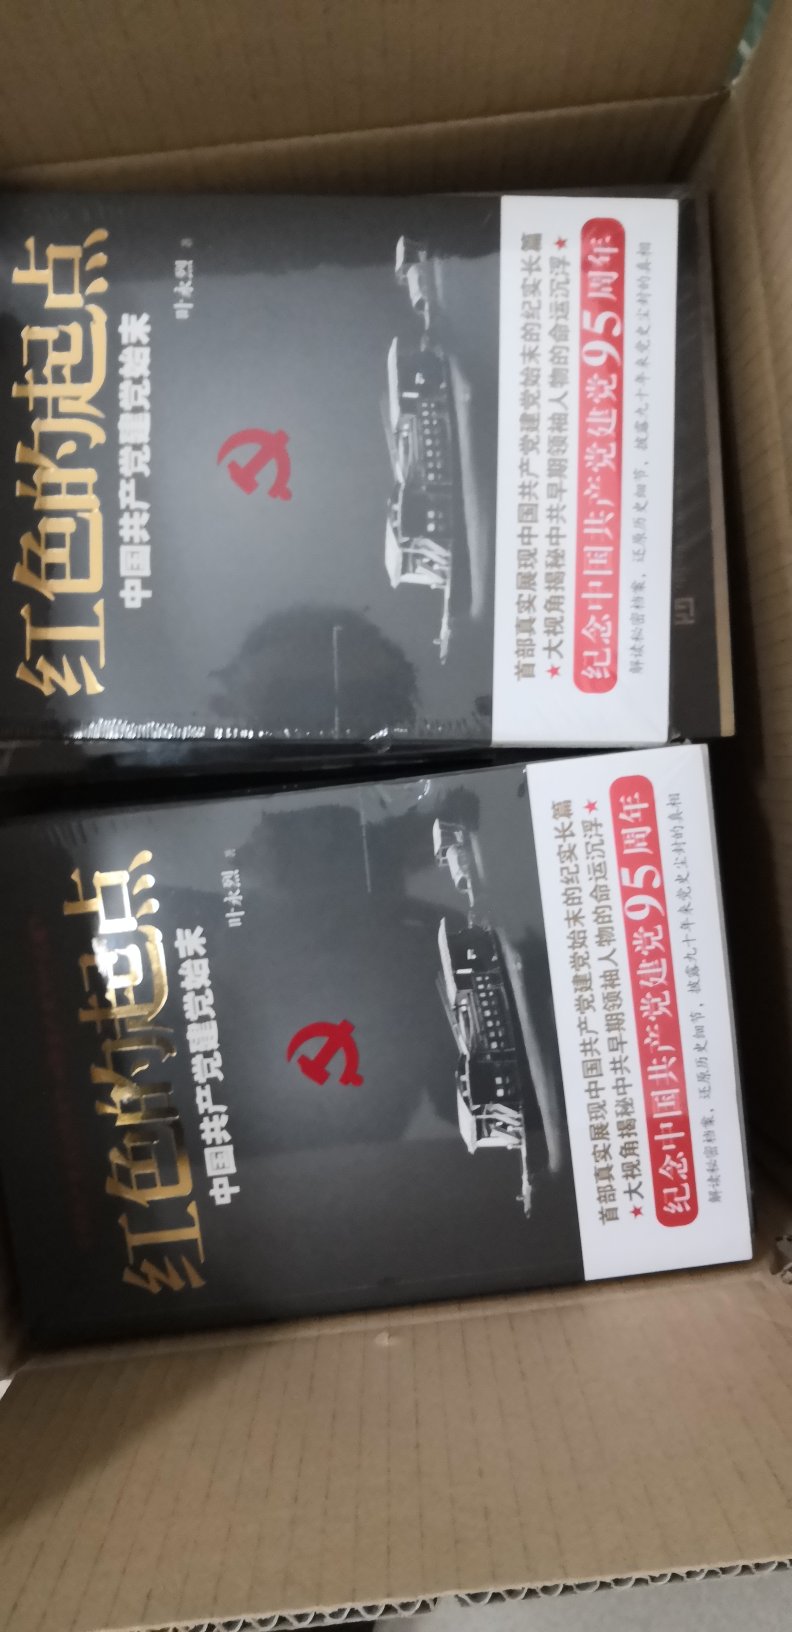 红色的起点
中国共产党建党始末
叶永烈 著
首部真实展现中国共产党建党始末的纪实长篇
★大视角揭秘中共早期领袖人物的命运沉浮★
纪念中国共产党建党95周年
解读秘密档案，还原历史细节，披露九十年来党史尘封的真相
红色的起点
中国共产党建党始末
叶永烈 著
首部真实展现中国共产党建党始末的纪实长篇
★大视角揭秘中共早期领袖人物的命运沉浮★
纪念中国共产党建党95周年
解读秘密档案，还原历史细节，披露九十年来党史尘封的真相